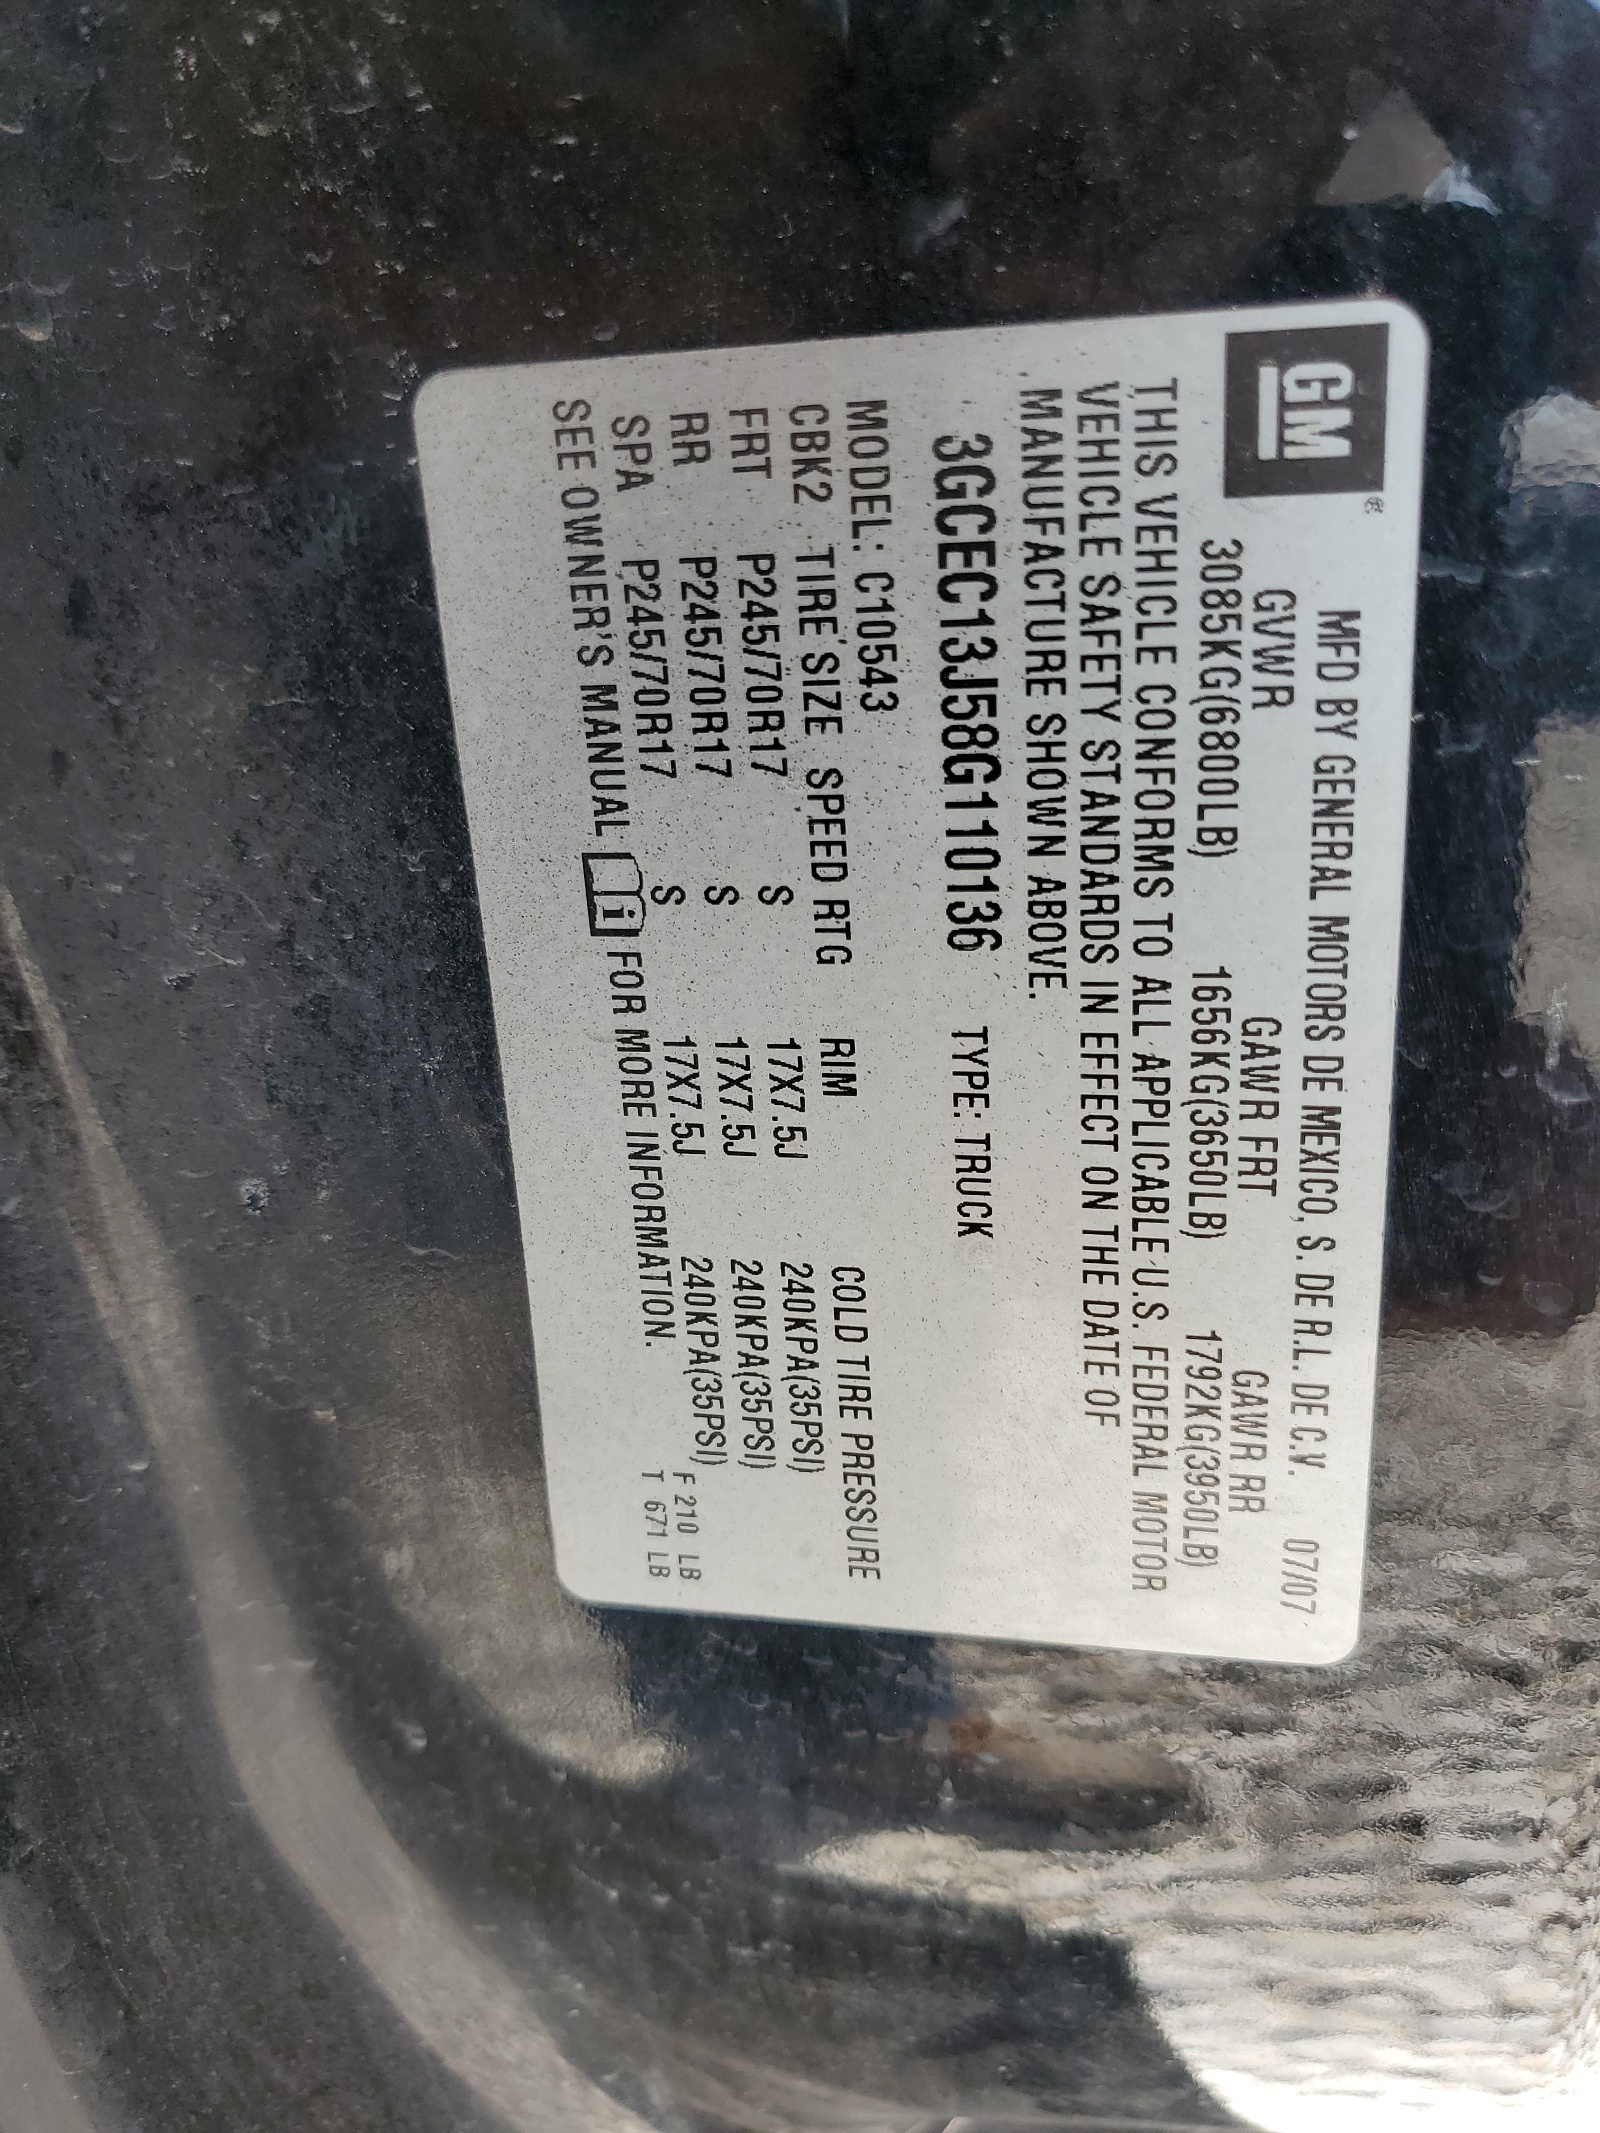 GM®
MFD BY GENERAL MOTORS DE MEXICO, S. DE R.L. DE C.V. 07/07
GVWR GAWR FRT GAWR RR
3085KG(6800LB) 1656KG(3650LB) 1792KG(3950LB)
THIS VEHICLE CONFORMS TO ALL APPLICABLE U.S. FEDERAL MOTOR
VEHICLE SAFETY STANDARDS IN EFFECT ON THE DATE OF
MANUFACTURE SHOWN ABOVE.
3GCEC13J58G110136 TYPE: TRUCK
MODEL: C10543
CBK2 TIRE SIZE SPEED RTG RIM COLD TIRE PRESSURE
FRT P245/70R17 S 17X7.5J 240KPA(35PSI)
RR P245/70R17 S 17X7.5J 240KPA(35PSI)
SPA P245/70R17 S 17X7.5J 240KPA(35PSI)
SEE OWNER'S MANUAL i FOR MORE INFORMATION.
F 210 LB
T 671 LB